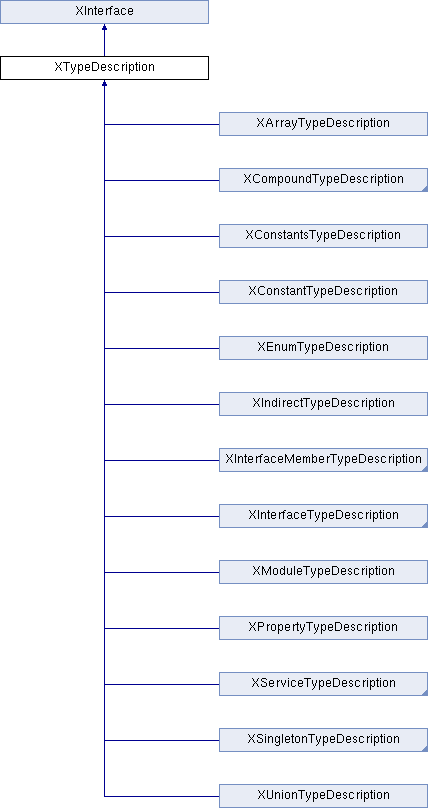 XInterface
XTypeDescription
XArrayTypeDescription
XCompoundTypeDescription
XConstantsTypeDescription
XConstantTypeDescription
XEnumTypeDescription
XIndirectTypeDescription
XInterfaceMemberTypeDescription
XInterfaceTypeDescription
XModuleTypeDescription
XPropertyTypeDescription
XServiceTypeDescription
XSingletonTypeDescription
XUnionTypeDescription